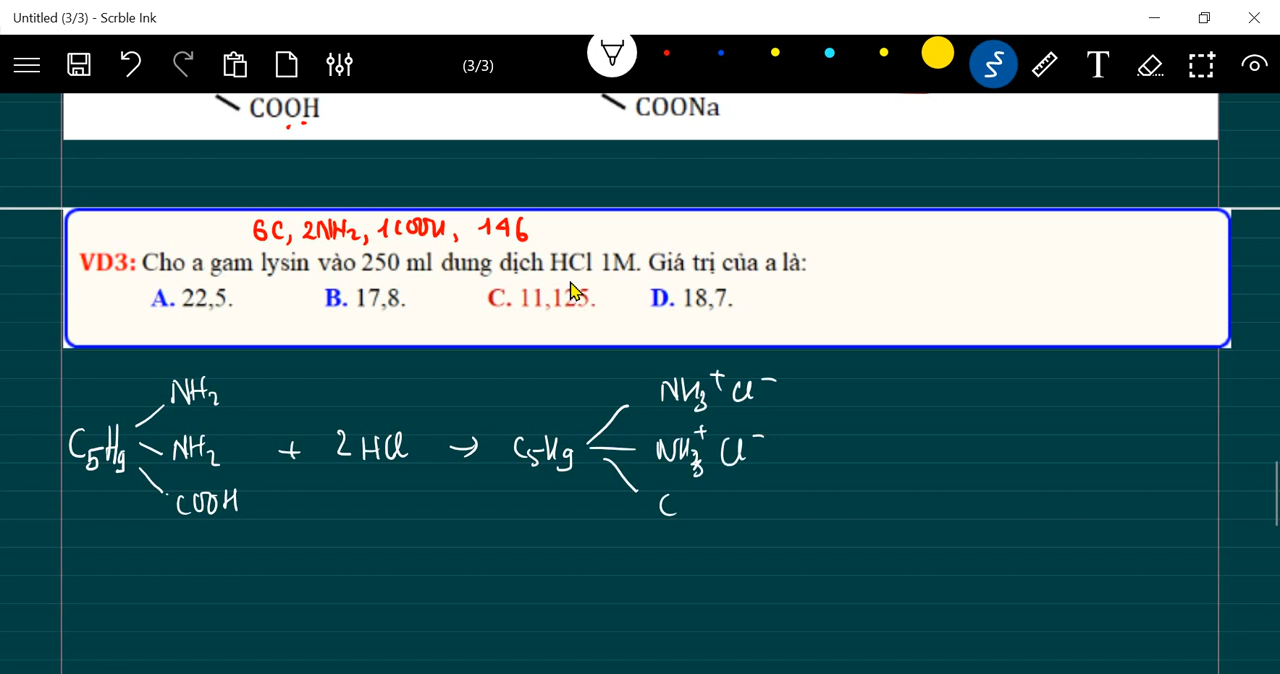 Untitled (3/3) - Scrble Ink
(3/3)
T
COOH COONa
6C, 2NH2, 1COOH, 146
VD3: Cho a gam lysin vào 250 ml dung dịch HCl 1M. Giá trị của a là:
A. 22,5. B. 17,8. C. 11,125. D. 18,7.
NH2 NH3+ Cl-
C5H9 NH2 + 2HCl → C5H9 NH3+ Cl-
COOH C